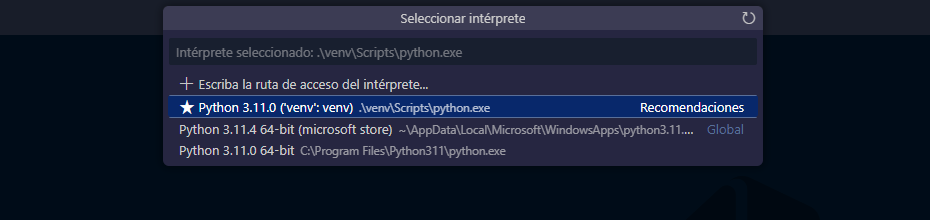 Seleccionar intérprete
Intérprete seleccionado: .\venv\Scripts\python.exe
Escriba la ruta de acceso del intérprete...
Python 3.11.0 ('venv': venv) .\venv\Scripts\python.exe Recomendaciones
Python 3.11.4 64-bit (microsoft store) ~\AppData\Local\Microsoft\WindowsApps\python3.11.... Global
Python 3.11.0 64-bit C:\Program Files\Python311\python.exe